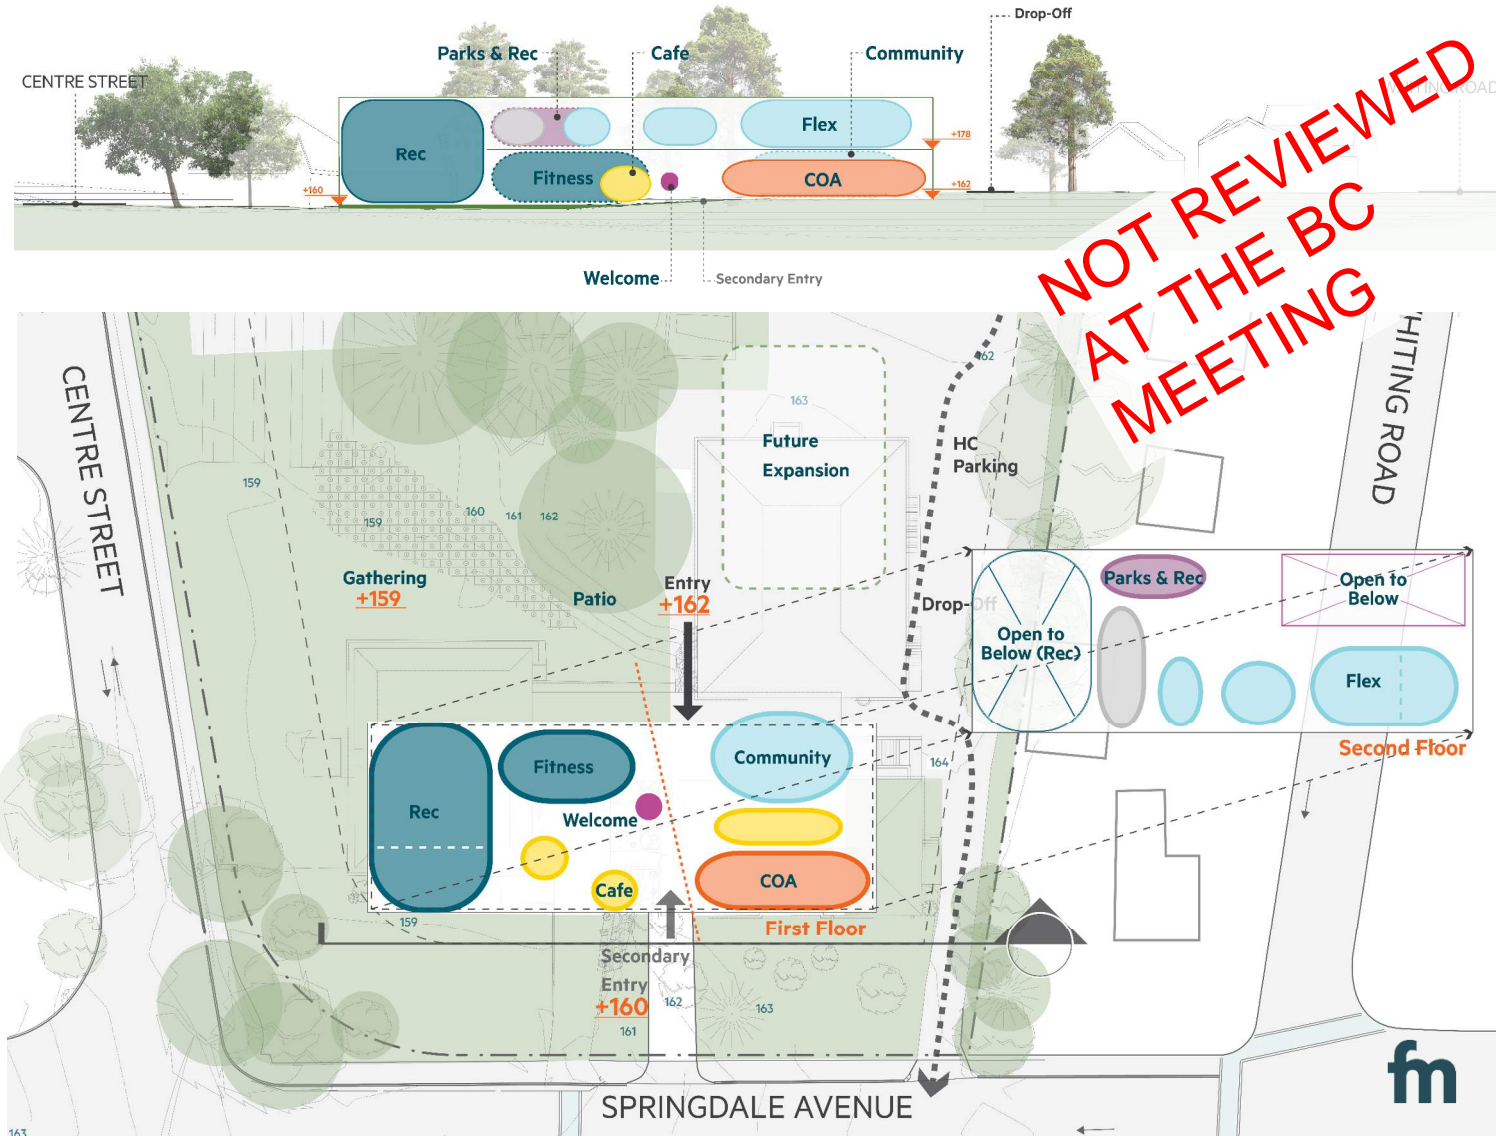 Drop-Off
Parks & Rec
Cafe
Community
CENTRE STREET
WHITING ROAD
Rec
Flex
+178
Fitness
COA
+160
+162
Welcome
Secondary Entry
NOT REVIEWED
AT THE BC
MEETING
CENTRE STREET
WHITING ROAD
62
163
Future
Expansion
HC
Parking
159
159
160
161
162
Gathering
+159
Patio
Entry
+162
Drop-Off
Open to
Below (Rec)
Parks & Rec
Open to
Below
Flex
Second Floor
Fitness
Community
164
Rec
Welcome
Cafe
COA
159
First Floor
Secondary
Entry
+160
161
162
163
fm
SPRINGDALE AVENUE
163